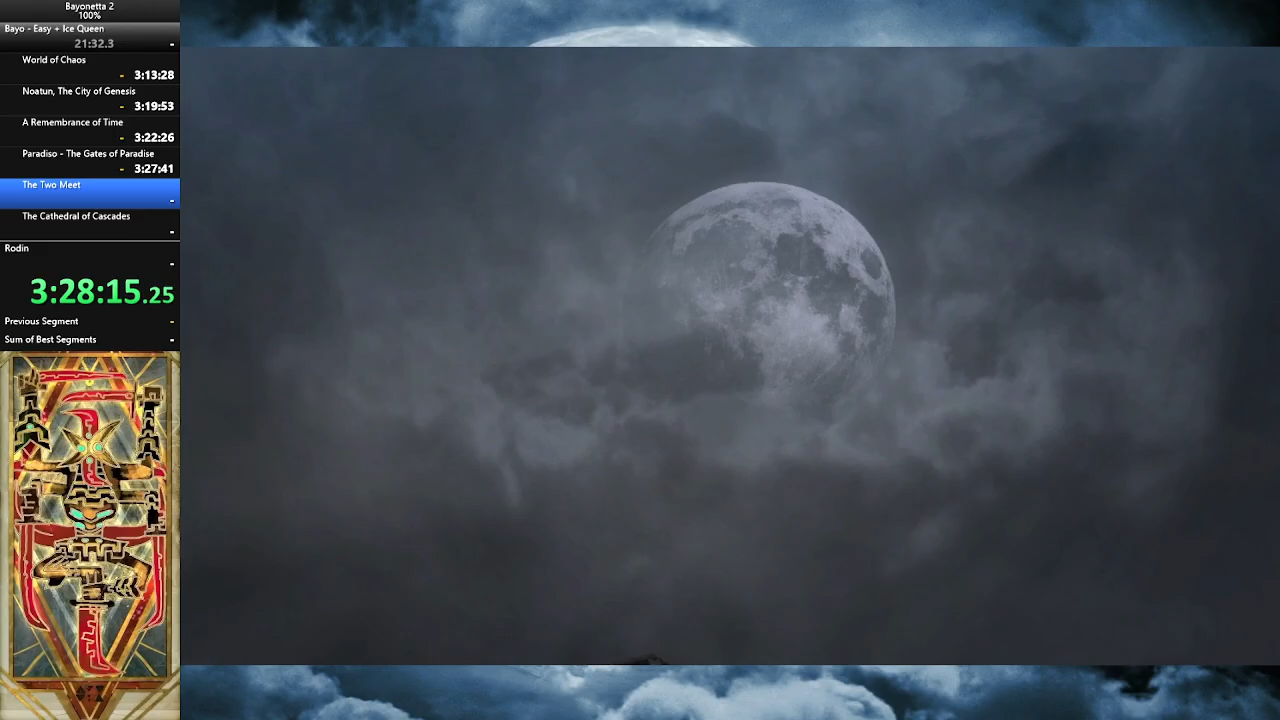 Bayonetta 2
100%
Bayo - Easy + Ice Queen
21:32.3 -
World of Chaos
- 3:13:28
Noatun, The City of Genesis
- 3:19:53
A Remembrance of Time
- 3:22:26
Paradiso - The Gates of Paradise
- 3:27:41
The Two Meet
-
The Cathedral of Cascades
-
Rodin
-
3:28:15.25
Previous Segment -
Sum of Best Segments -